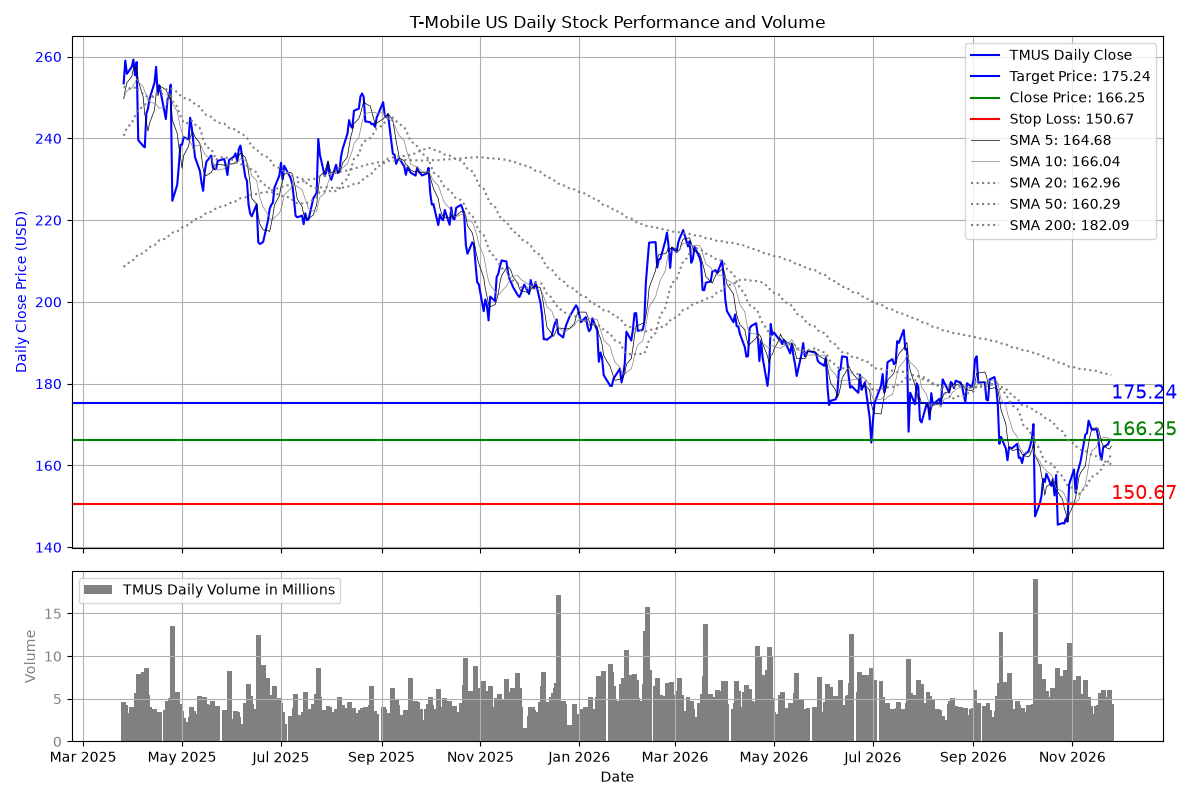 T-Mobile US Daily Stock Performance and Volume
Daily Close Price (USD)
260
240
220
200
180
160
140
TMUS Daily Close
Target Price: 175.24
Close Price: 166.25
Stop Loss: 150.67
SMA 5: 164.68
SMA 10: 166.04
SMA 20: 162.96
SMA 50: 160.29
SMA 200: 182.09
175.24
166.25
150.67
TMUS Daily Volume in Millions
Volume
15
10
5
0
Mar 2025 May 2025 Jul 2025 Sep 2025 Nov 2025 Jan 2026 Mar 2026 May 2026 Jul 2026 Sep 2026 Nov 2026
Date